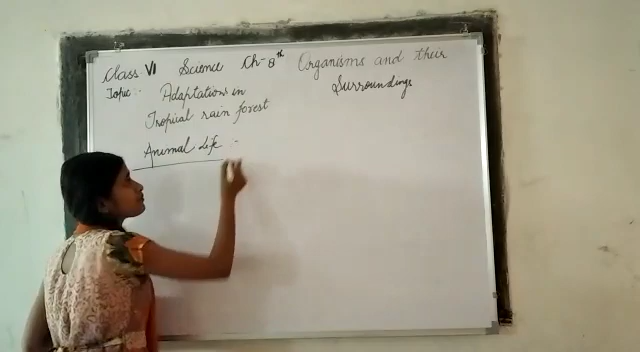 Class VI Science Ch-8th Organisms and their
Surroundings
Topic:- Adaptations in
Tropical rain forest
Animal Life -